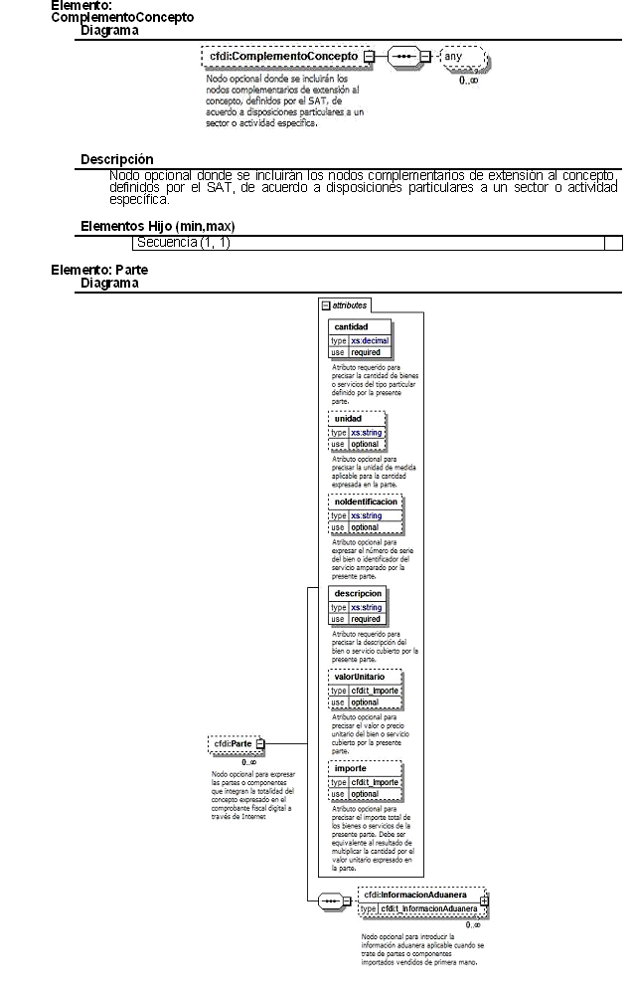 Elemento:
ComplementoConcepto
Diagrama
cfdi:ComplementoConcepto
any
0..∞
Nodo opcional donde se incluirán los
nodos complementarios de extensión al
concepto, definidos por el SAT, de
acuerdo a disposiciones particulares a un
sector o actividad especifica.
Descripción
Nodo opcional donde se incluirán los nodos complementarios de extensión al concepto,
definidos por el SAT, de acuerdo a disposiciones particulares a un sector o actividad
especifica.
Elementos Hijo (min,max)
Secuencia (1, 1)
Elemento: Parte
Diagrama
attributes
cantidad
type xs:decimal
use required
Atributo requerido para
precisar la cantidad de bienes
o servicios del tipo particular
definido por la presente
parte.
unidad
type xs:string
use optional
Atributo opcional para
precisar la unidad de medida
aplicable para la cantidad
expresada en la parte.
noIdentificacion
type xs:string
use optional
Atributo opcional para
expresar el número de serie
del bien o identificador del
servicio amparado por la
presente parte.
descripcion
type xs:string
use required
Atributo requerido para
precisar la descripción del
bien o servicio cubierto por la
presente parte.
valorUnitario
type cfdi:t_Importe
use optional
Atributo opcional para
precisar el valor o precio
unitario del bien o servicio
cubierto por la presente
parte.
importe
type cfdi:t_Importe
use optional
Atributo opcional para
precisar el importe total de
los bienes o servicios de la
presente parte. Debe ser
equivalente al resultado de
multiplicar la cantidad por el
valor unitario expresado en
la parte.
cfdi:Parte
0..∞
Nodo opcional para expresar
las partes o componentes
que integran la totalidad del
concepto expresado en el
comprobante fiscal digital a
través de Internet
cfdi:InformacionAduanera
type cfdi:t_InformacionAduanera
0..∞
Nodo opcional para introducir la
información aduanera aplicable cuando se
trate de partes o componentes
importados vendidos de primera mano.